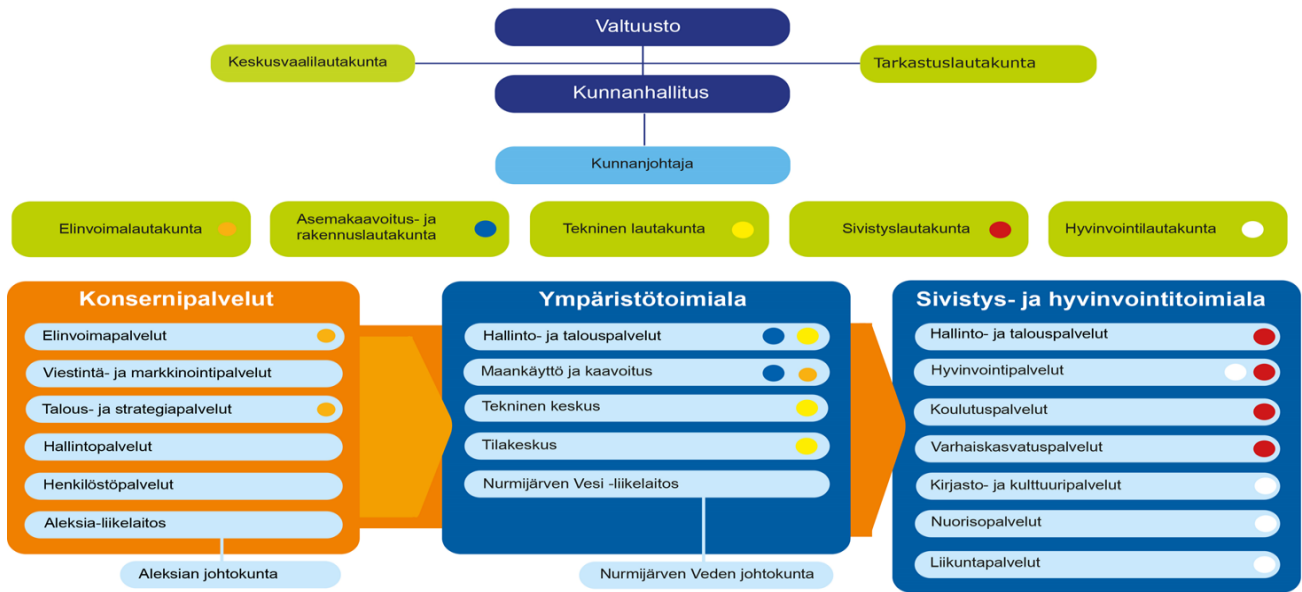 Valtuusto
Keskusvaalilautakunta
Tarkastuslautakunta
Kunnanhallitus
Kunnanjohtaja
Elinvoimalautakunta
Asemakaavoitus- ja
rakennuslautakunta
Tekninen lautakunta
Sivistyslautakunta
Hyvinvointilautakunta
Konsernipalvelut
Elinvoimapalvelut
Viestintä- ja markkinointipalvelut
Talous- ja strategiapalvelut
Hallintopalvelut
Henkilöstöpalvelut
Aleksia-liikelaitos
Aleksian johtokunta
Ympäristötoimiala
Hallinto- ja talouspalvelut
Maankäyttö ja kaavoitus
Tekninen keskus
Tilakeskus
Nurmijärven Vesi -liikelaitos
Nurmijärven Veden johtokunta
Sivistys- ja hyvinvointitoimiala
Hallinto- ja talouspalvelut
Hyvinvointipalvelut
Koulutuspalvelut
Varhaiskasvatuspalvelut
Kirjasto- ja kulttuuripalvelut
Nuorisopalvelut
Liikuntapalvelut